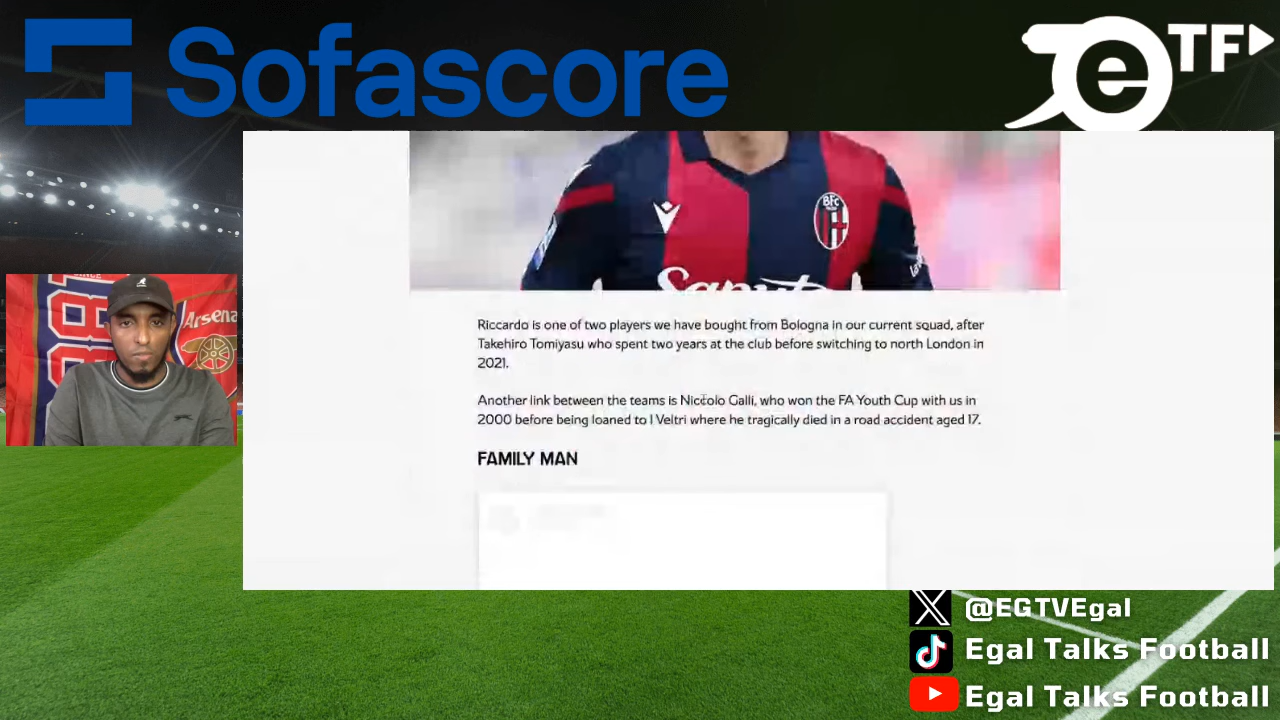 Sofascore
eTF
BFC
Saputo
Arsenal
Riccardo is one of two players we have bought from Bologna in our current squad, after
Takehiro Tomiyasu who spent two years at the club before switching to north London in
2021.
Another link between the teams is Niccolo Galli, who won the FA Youth Cup with us in
2000 before being loaned to I Veltri where he tragically died in a road accident aged 17.
FAMILY MAN
@EGTVEgal
Egal Talks Football
Egal Talks Football